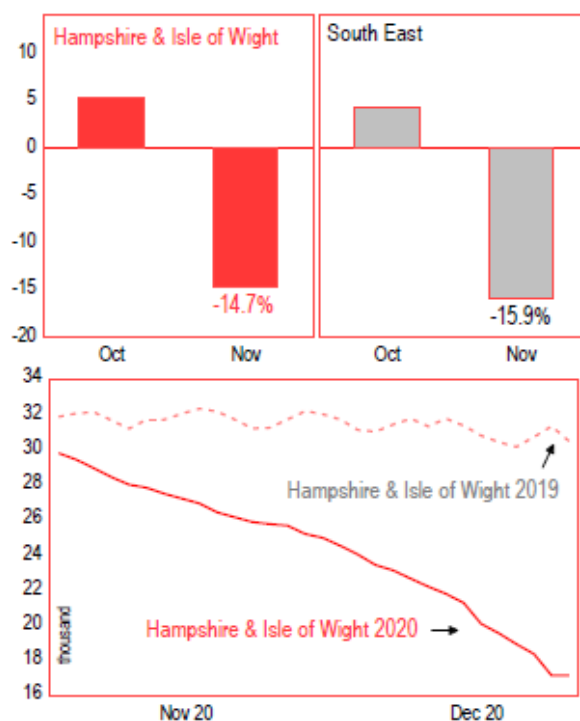 Hampshire & Isle of Wight
South East
10
5
0
-5
-10
-15
-20
-14.7%
-15.9%
Oct
Nov
Oct
Nov
34
32
30
28
26
24
22
20
18
16
thousand
Hampshire & Isle of Wight 2019
Hampshire & Isle of Wight 2020
Nov 20
Dec 20